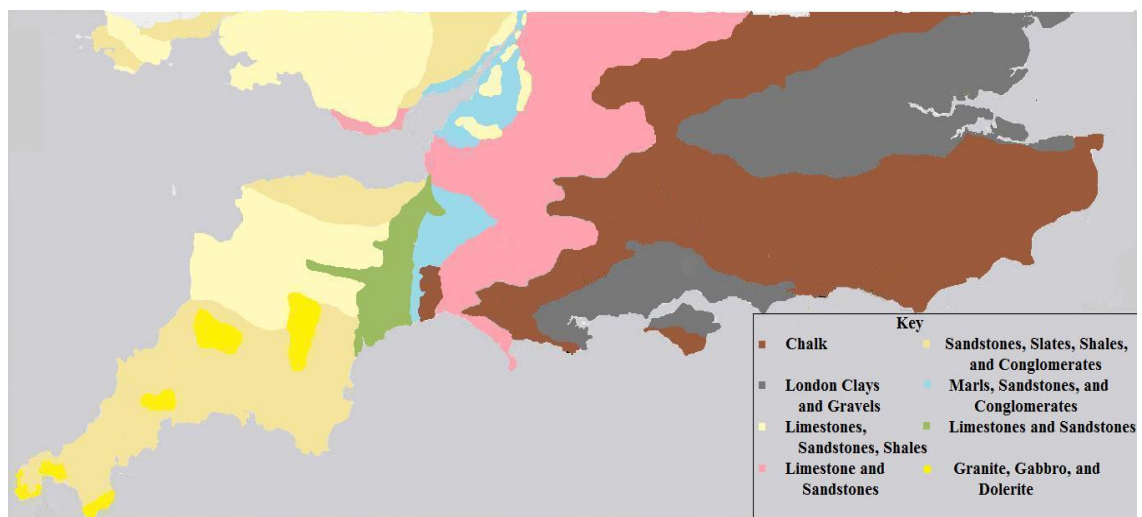 Key
Chalk
London Clays
and Gravels
Limestones,
Sandstones, Shales
Limestone and
Sandstones
Sandstones, Slates, Shales,
and Conglomerates
Marls, Sandstones, and
Conglomerates
Limestones and Sandstones
Granite, Gabbro, and
Dolerite